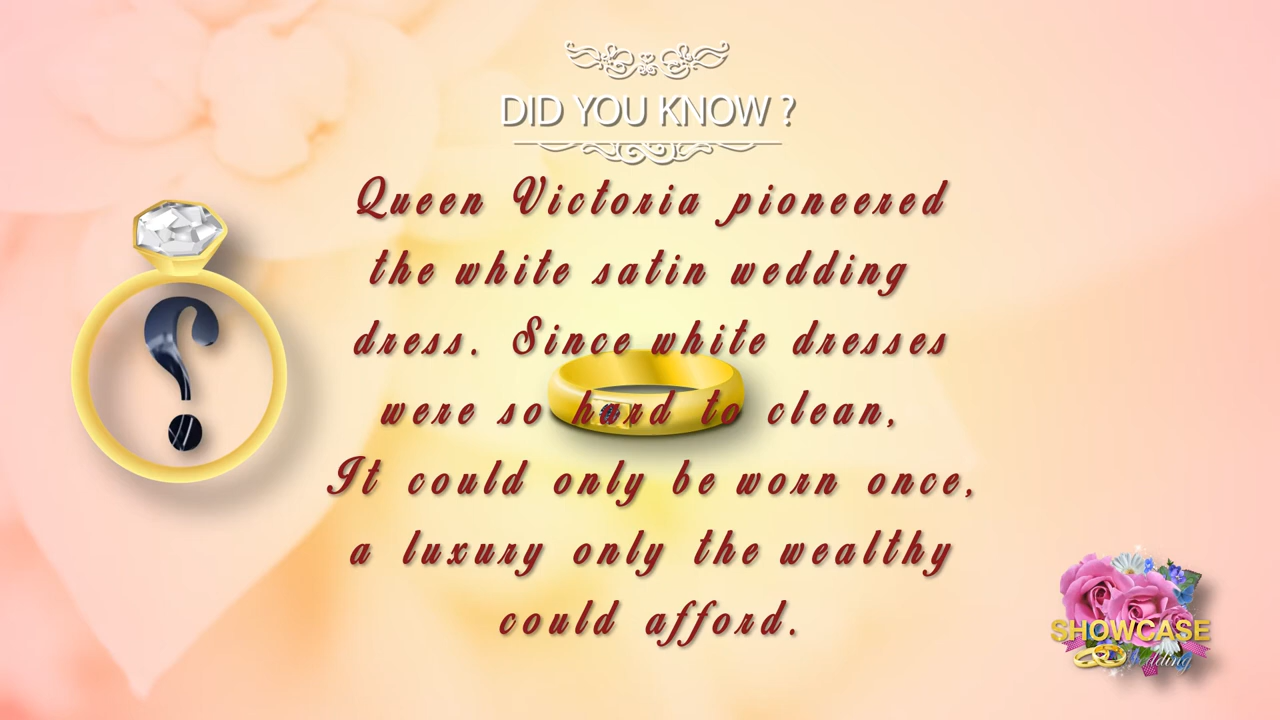 DID YOU KNOW ?
Queen Victoria pioneered
the white satin wedding
dress. Since white dresses
were so hard to clean,
It could only be worn once,
a luxury only the wealthy
could afford.
?
SHOWCASE
Wedding